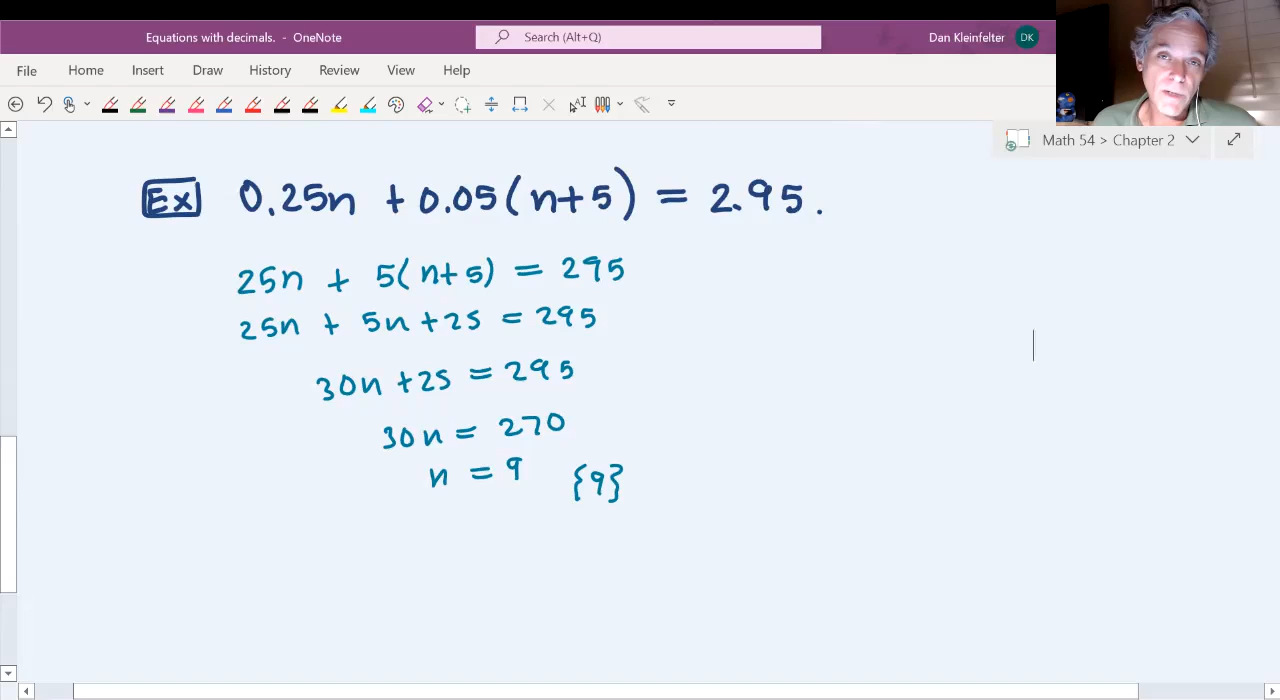 Equations with decimals. - OneNote
Search (Alt+Q)
Dan Kleinfelter DK
File Home Insert Draw History Review View Help
Math 54 > Chapter 2
Ex 0.25n + 0.05(n+5) = 2.95.
25n + 5(n+5) = 295
25n + 5n + 25 = 295
30n + 25 = 295
30n = 270
n = 9 {9}